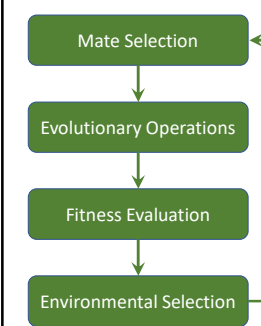 Mate Selection
Evolutionary Operations
Fitness Evaluation
Environmental Selection